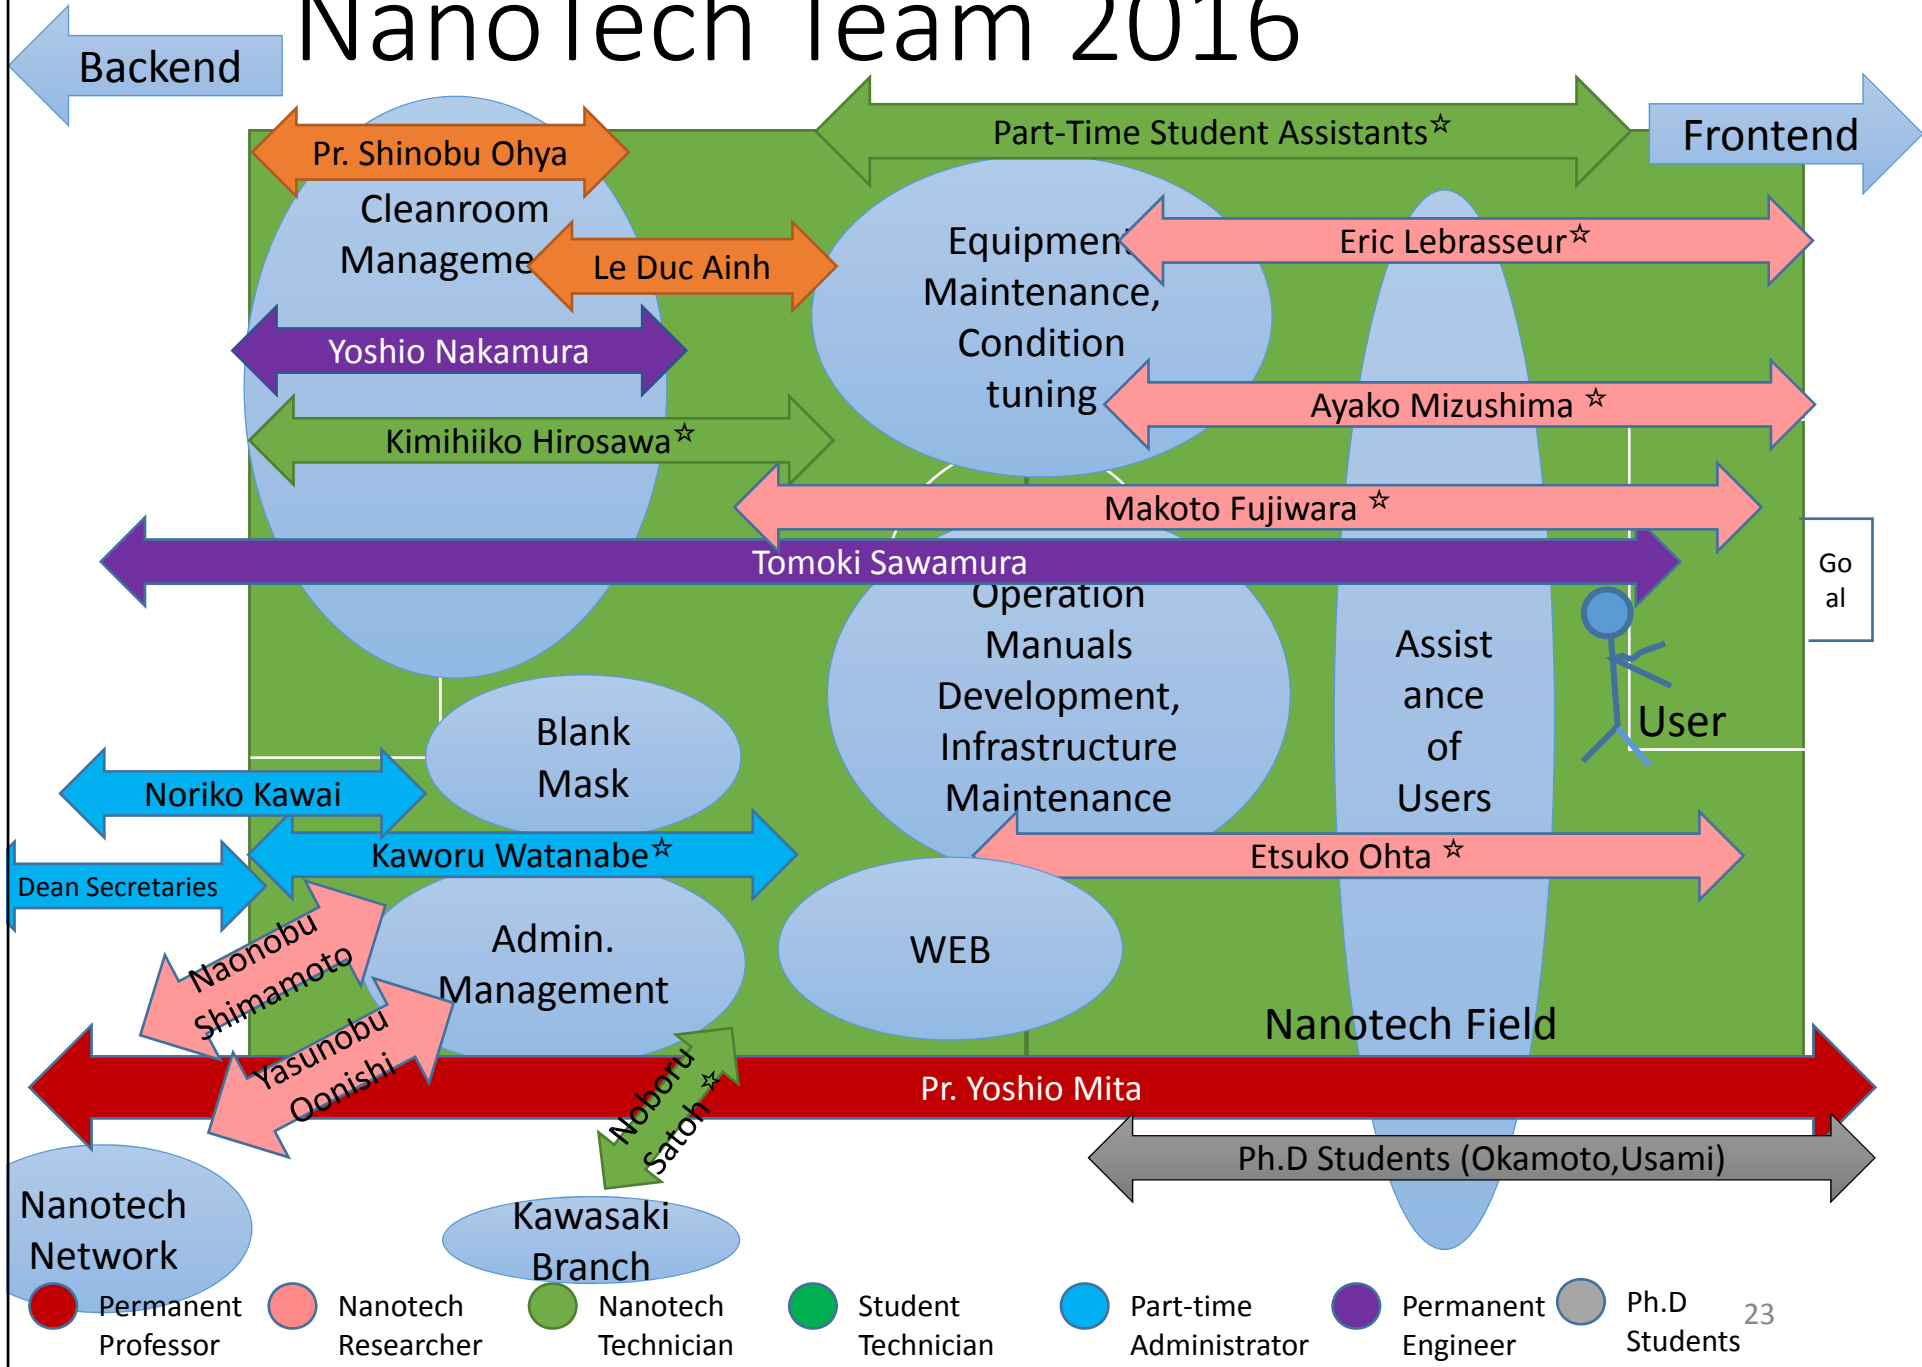 NanoTech Team 2016
Backend
Frontend
Pr. Shinobu Ohya
Part-Time Student Assistants☆
Cleanroom
Manageme
Le Duc Ainh
Equipment
Maintenance,
Condition
tuning
Eric Lebrasseur☆
Yoshio Nakamura
Ayako Mizushima ☆
Kimihiiko Hirosawa☆
Makoto Fujiwara ☆
Tomoki Sawamura
Go
al
Operation
Manuals
Development,
Infrastructure
Maintenance
Assist
ance
of
Users
User
Blank
Mask
Noriko Kawai
Kaworu Watanabe☆
Etsuko Ohta ☆
Dean Secretaries
Naonobu
Shimamoto
Admin.
Management
WEB
Yasunobu
Oonishi
Noboru
Satoh ☆
Nanotech Field
Pr. Yoshio Mita
Ph.D Students (Okamoto,Usami)
Nanotech
Network
Kawasaki
Branch
Permanent
Professor
Nanotech
Researcher
Nanotech
Technician
Student
Technician
Part-time
Administrator
Permanent
Engineer
Ph.D
Students
23